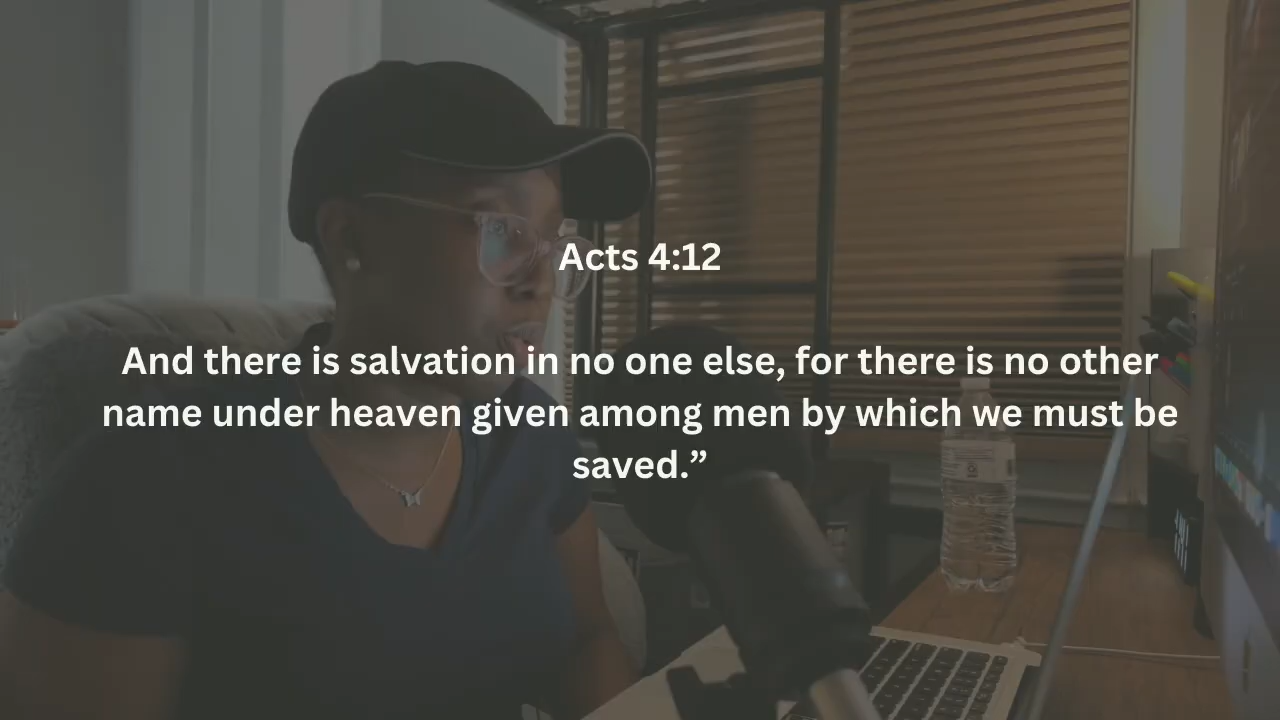 Acts 4:12
And there is salvation in no one else, for there is no other
name under heaven given among men by which we must be
saved.”